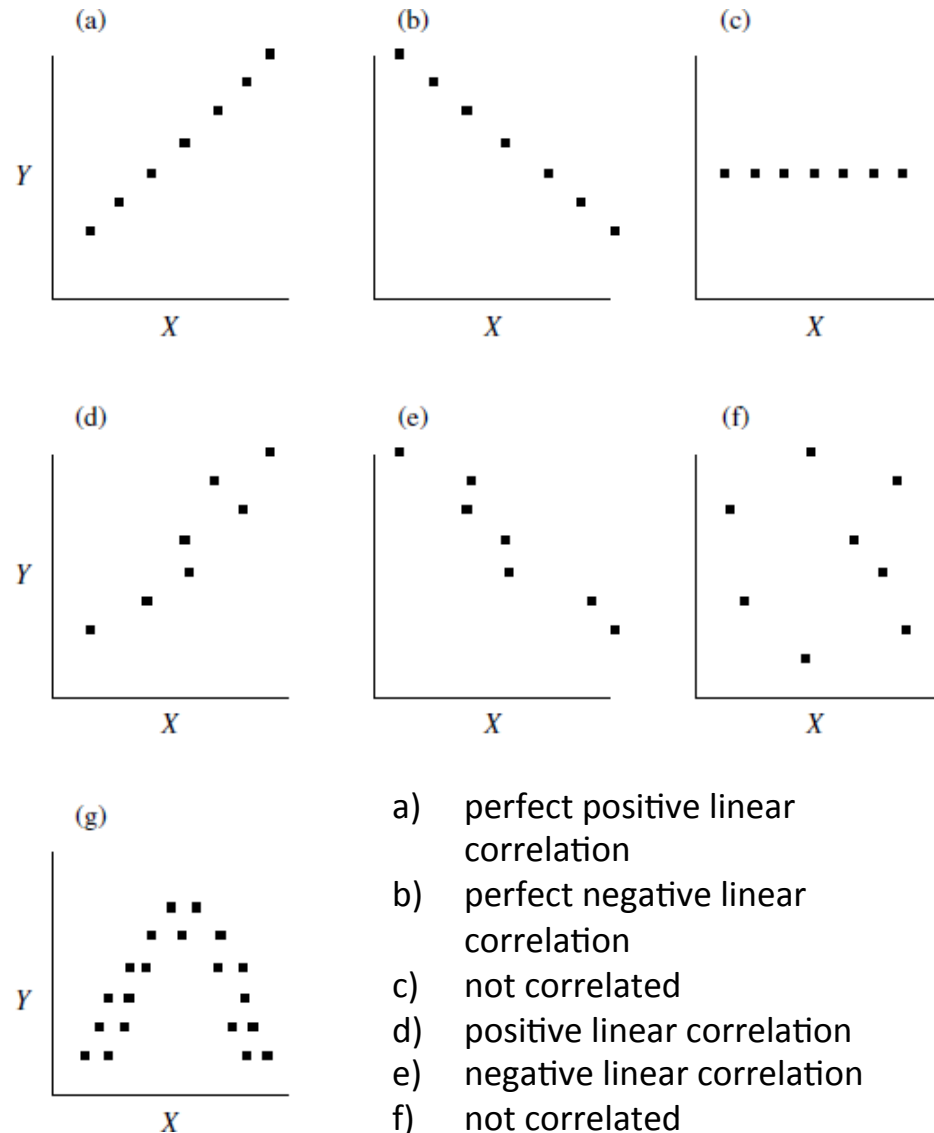 (a) (b) (c)
Y
X X X
(d) (e) (f)
Y
X X X
(g)
Y
X
a) perfect positive linear
correlation
b) perfect negative linear
correlation
c) not correlated
d) positive linear correlation
e) negative linear correlation
f) not correlated